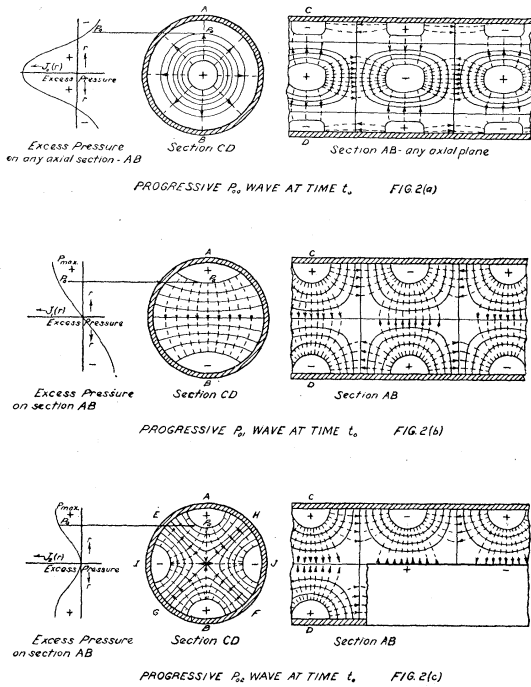 A
C
P₀
J₀(r)
r
Excess Pressure
r
B
D
Excess Pressure
on any axial section - AB
Section CD
Section AB - any axial plane
PROGRESSIVE P₀₀ WAVE AT TIME t₀ FIG. 2(a)
A
C
Pmax.
P₀
J₁(r)
r
Excess Pressure
r
B
D
Excess Pressure
on section AB
Section CD
Section AB
PROGRESSIVE P₀₁ WAVE AT TIME t₀ FIG. 2(b)
A
C
Pmax.
P₀
E
H
J₂(r)
r
Excess Pressure
r
I
J
G
F
B
D
Excess Pressure
on section AB
Section CD
Section AB
PROGRESSIVE P₀₂ WAVE AT TIME t₀ FIG. 2(c)